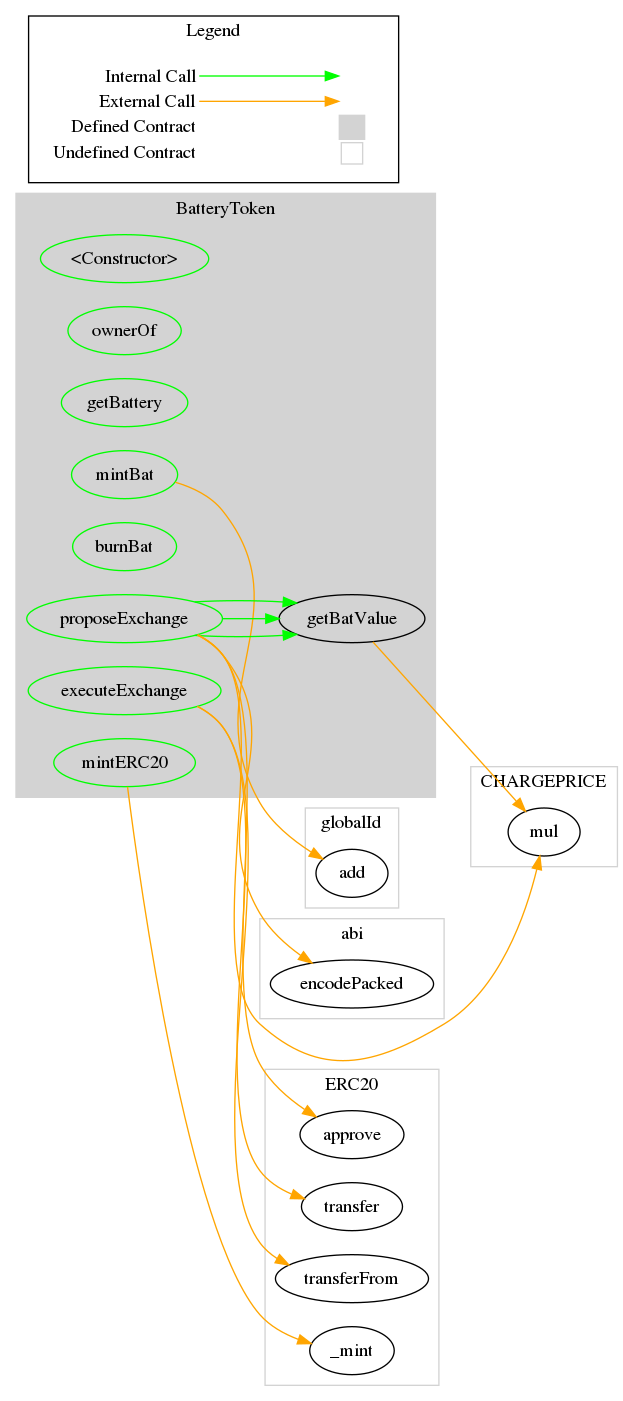 Legend
Internal Call
External Call
Defined Contract
Undefined Contract
BatteryToken
<Constructor>
ownerOf
getBattery
mintBat
burnBat
proposeExchange
getBatValue
executeExchange
mintERC20
CHARGEPRICE
mul
globalId
add
abi
encodePacked
ERC20
approve
transfer
transferFrom
_mint